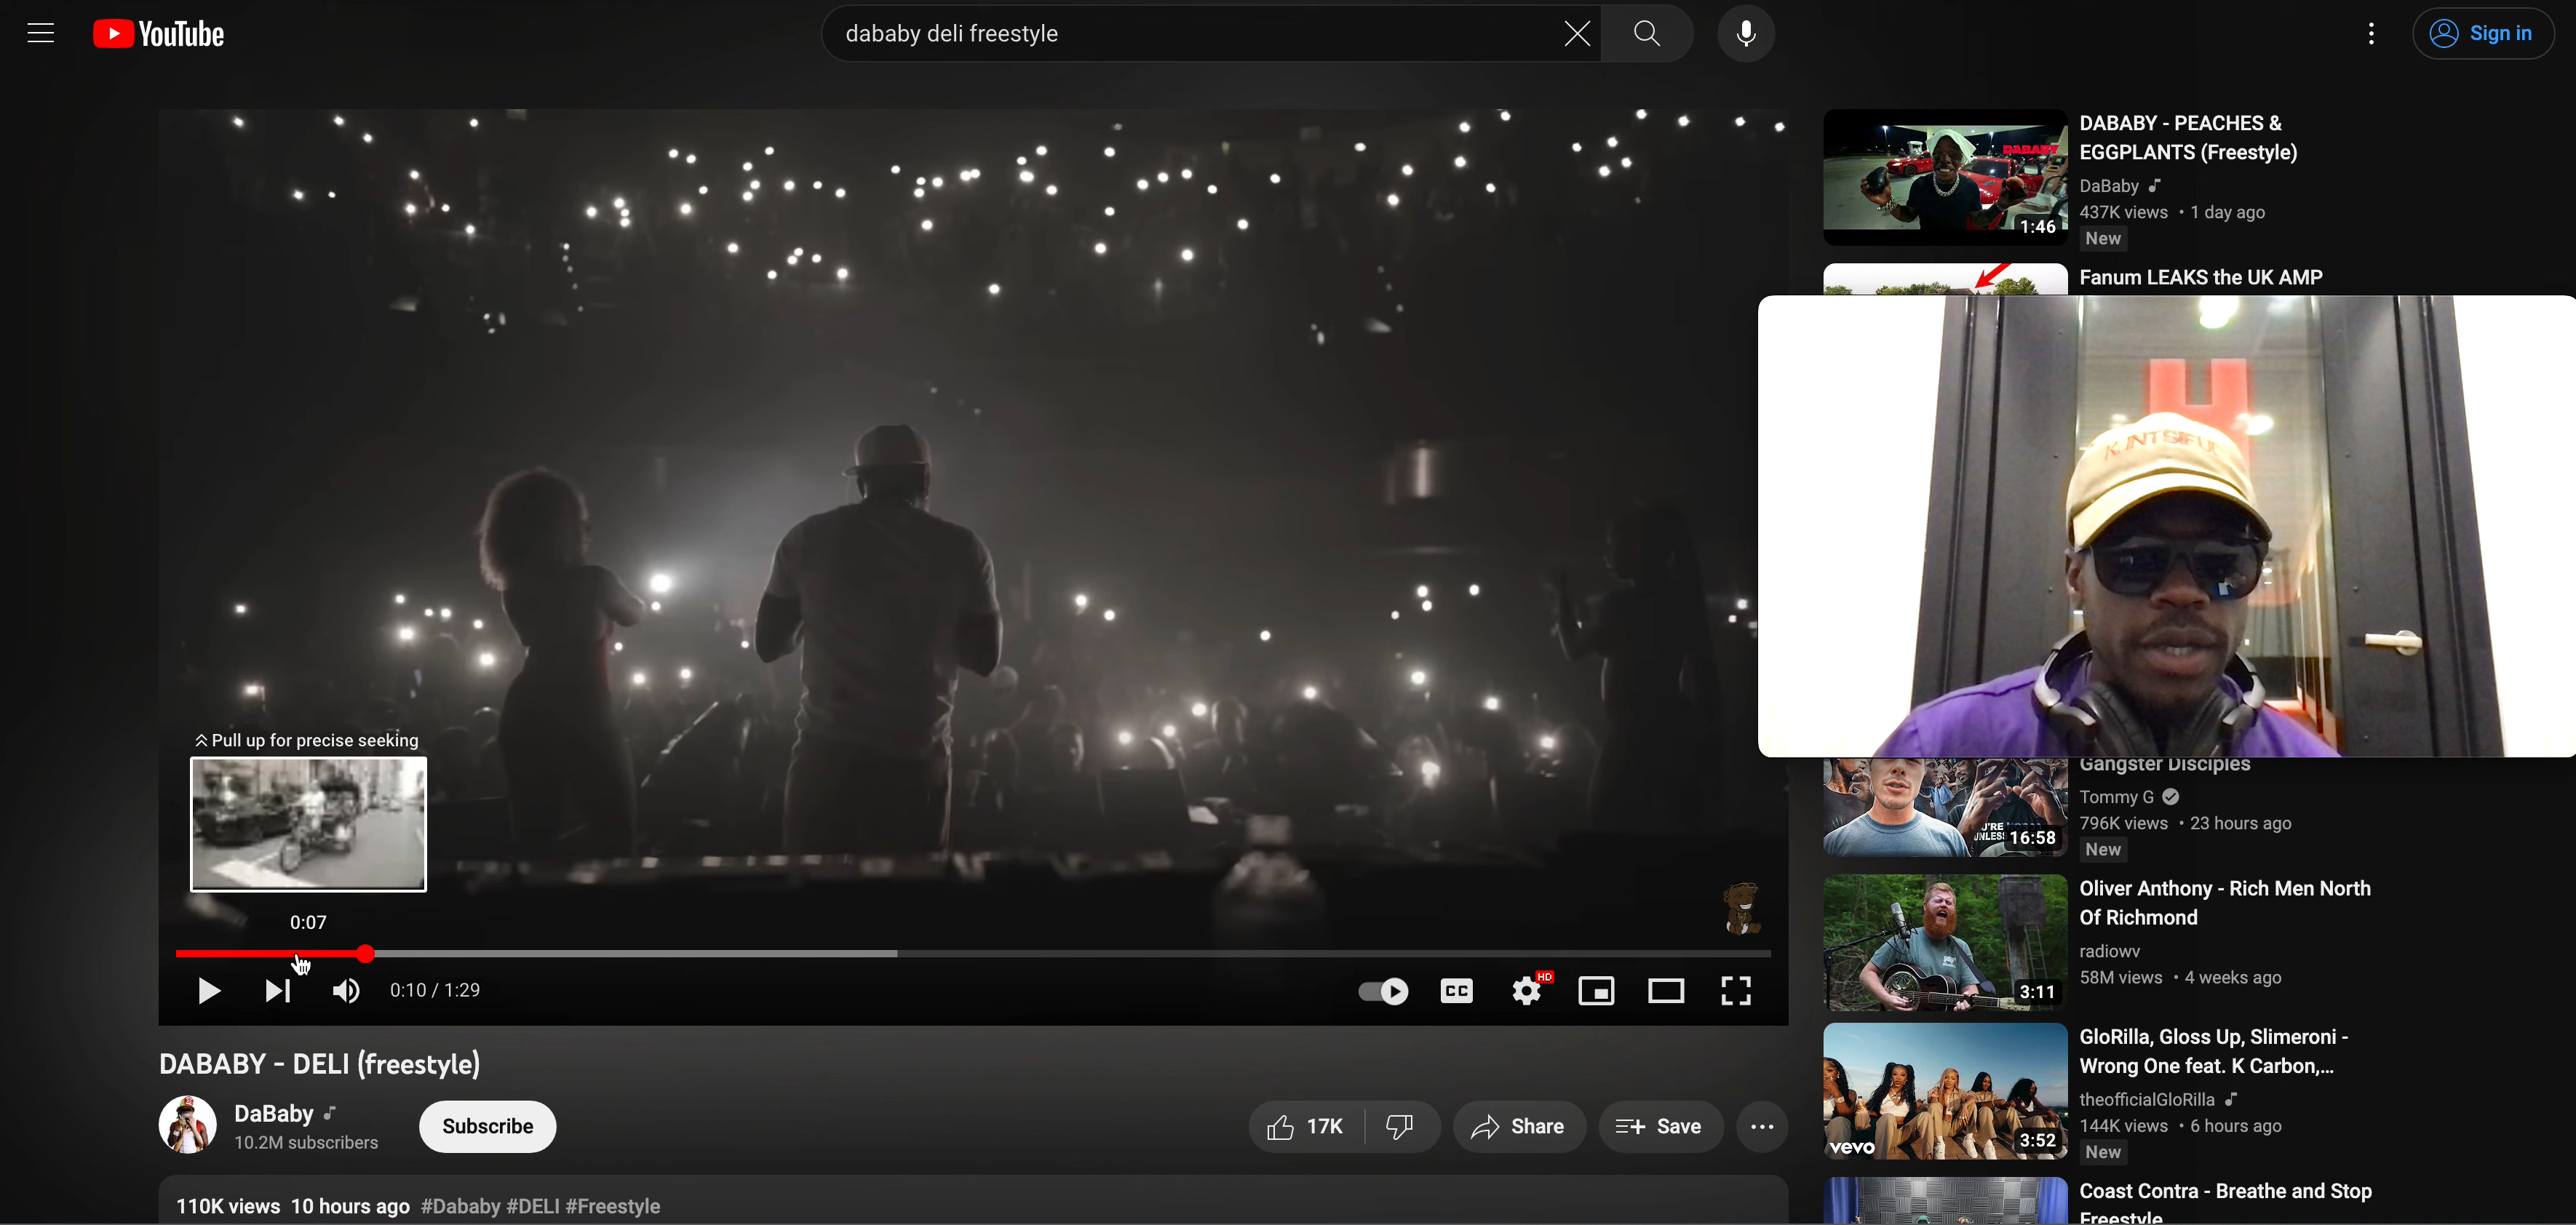 YouTube
dababy deli freestyle
Sign in
DABABY - PEACHES &
EGGPLANTS (Freestyle)
DaBaby
437K views • 1 day ago
New
DABABY
1:46
Fanum LEAKS the UK AMP
Pull up for precise seeking
0:07
0:10 / 1:29
CC
HD
DABABY - DELI (freestyle)
DaBaby
10.2M subscribers
Subscribe
17K
Share
Save
110K views 10 hours ago #Dababy #DELI #Freestyle
Gangster Disciples
Tommy G
796K views • 23 hours ago
New
16:58
Oliver Anthony - Rich Men North
Of Richmond
radiowv
58M views • 4 weeks ago
3:11
GloRilla, Gloss Up, Slimeroni -
Wrong One feat. K Carbon,...
theofficialGloRilla
144K views • 6 hours ago
New
vevo
3:52
Coast Contra - Breathe and Stop
Freestyle